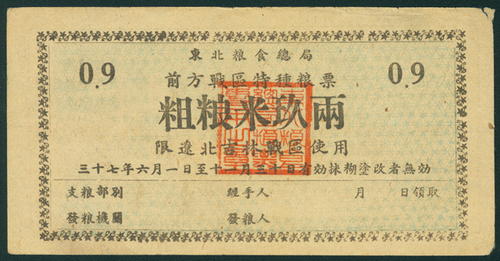 東北粮食總局
0.9 前方戰區特種粮票 0.9
粗粮米玖兩
限遼北吉林戰區使用
三十七年六月一日至十二月三十日有効抹糊塗改者無効
支粮部别 經手人 月 日領取
發粮機關 發粮人